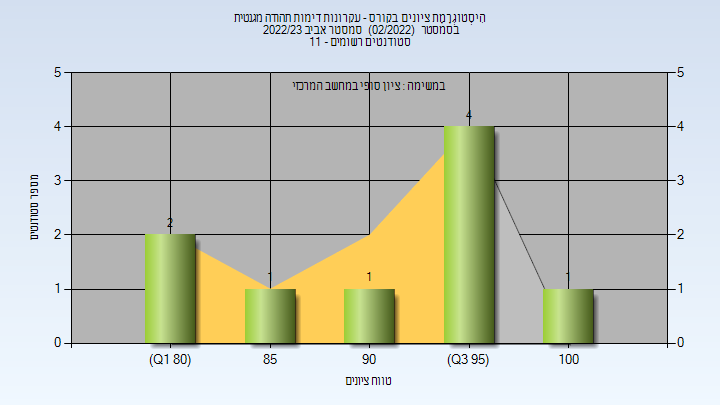 היסטוגרמת ציונים בקורס - עקרונות דימות תהודה מגנטית
בסמסטר (02/2022) סמסטר אביב 2022/23
סטודנטים רשומים - 11
במשימה : ציון סופי במחשב המרכזי
5 5
4 4 4
3 3
מספר סטודנטים
2 2 2
1 1 1 1 1
0 0
(Q1 80) 85 90 (Q3 95) 100
טווח ציונים